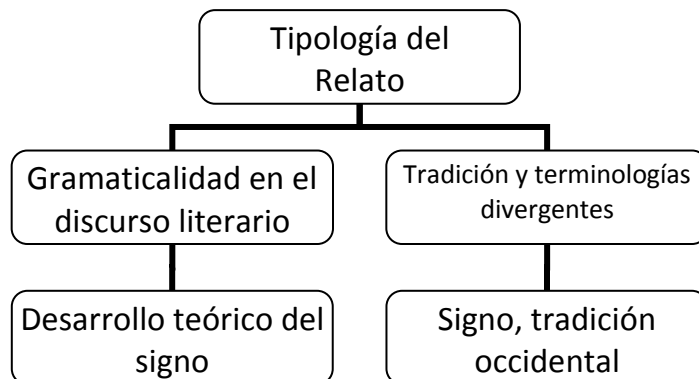 Tipología del
Relato
Gramaticalidad en el
discurso literario
Tradición y terminologías
divergentes
Desarrollo teórico del
signo
Signo, tradición
occidental